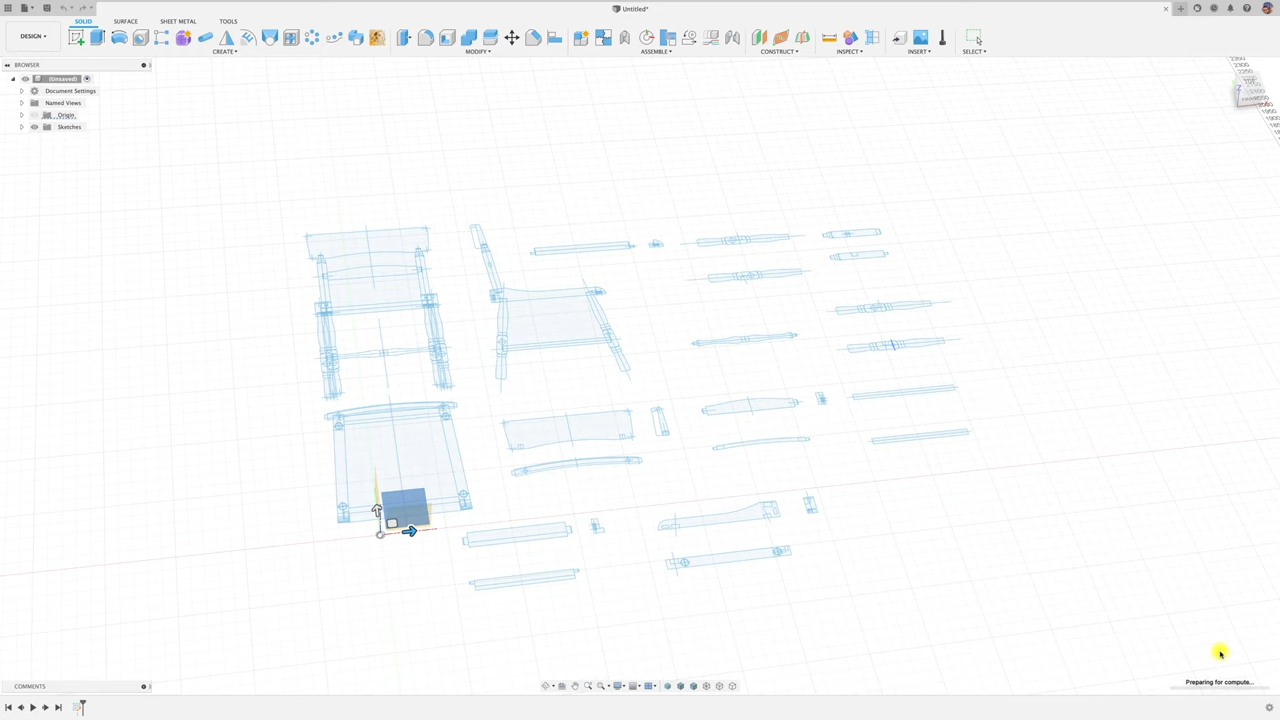 Untitled*
DESIGN
SOLID SURFACE SHEET METAL TOOLS
CREATE MODIFY ASSEMBLE CONSTRUCT INSPECT INSERT SELECT
BROWSER
(Unsaved)
Document Settings
Named Views
Origin
Sketches
COMMENTS
Preparing for compute...